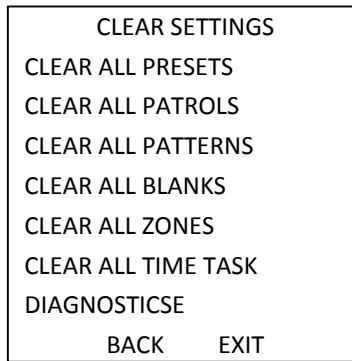 CLEAR SETTINGS
CLEAR ALL PRESETS
CLEAR ALL PATROLS
CLEAR ALL PATTERNS
CLEAR ALL BLANKS
CLEAR ALL ZONES
CLEAR ALL TIME TASK
DIAGNOSTICSE
BACK EXIT